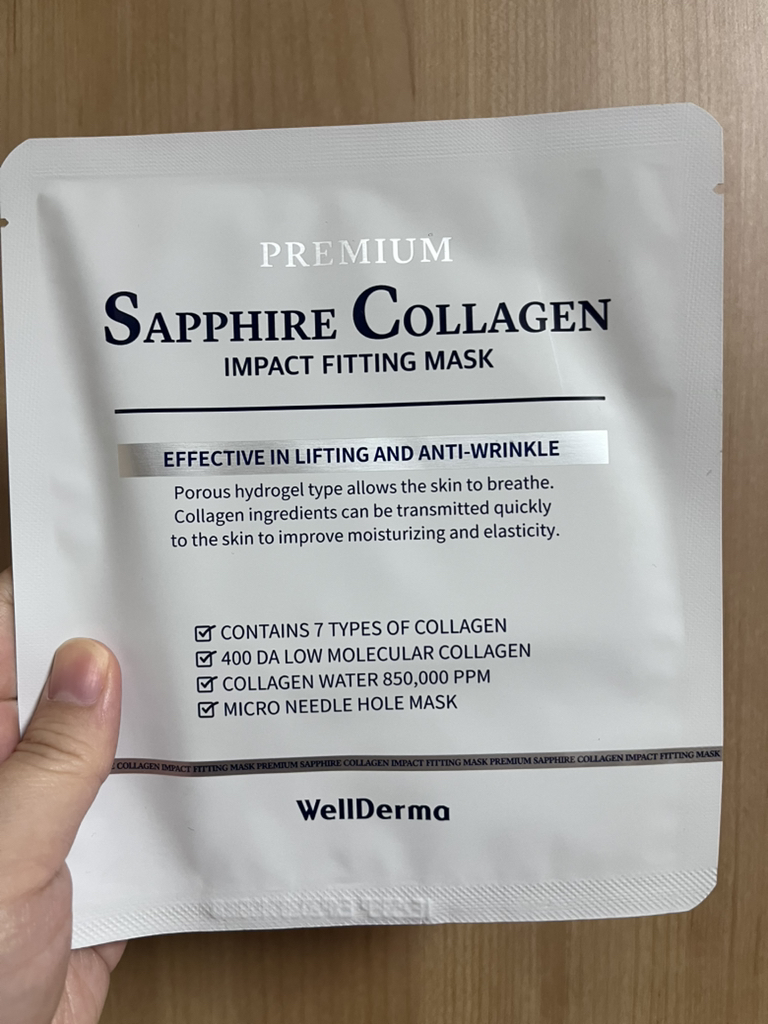 PREMIUM
SAPPHIRE COLLAGEN
IMPACT FITTING MASK
EFFECTIVE IN LIFTING AND ANTI-WRINKLE
Porous hydrogel type allows the skin to breathe.
Collagen ingredients can be transmitted quickly
to the skin to improve moisturizing and elasticity.
CONTAINS 7 TYPES OF COLLAGEN
400 DA LOW MOLECULAR COLLAGEN
COLLAGEN WATER 850,000 PPM
MICRO NEEDLE HOLE MASK
COLLAGEN IMPACT FITTING MASK PREMIUM SAPPHIRE COLLAGEN IMPACT FITTING MASK PREMIUM SAPPHIRE COLLAGEN IMPACT FITTING MASK
WellDerma